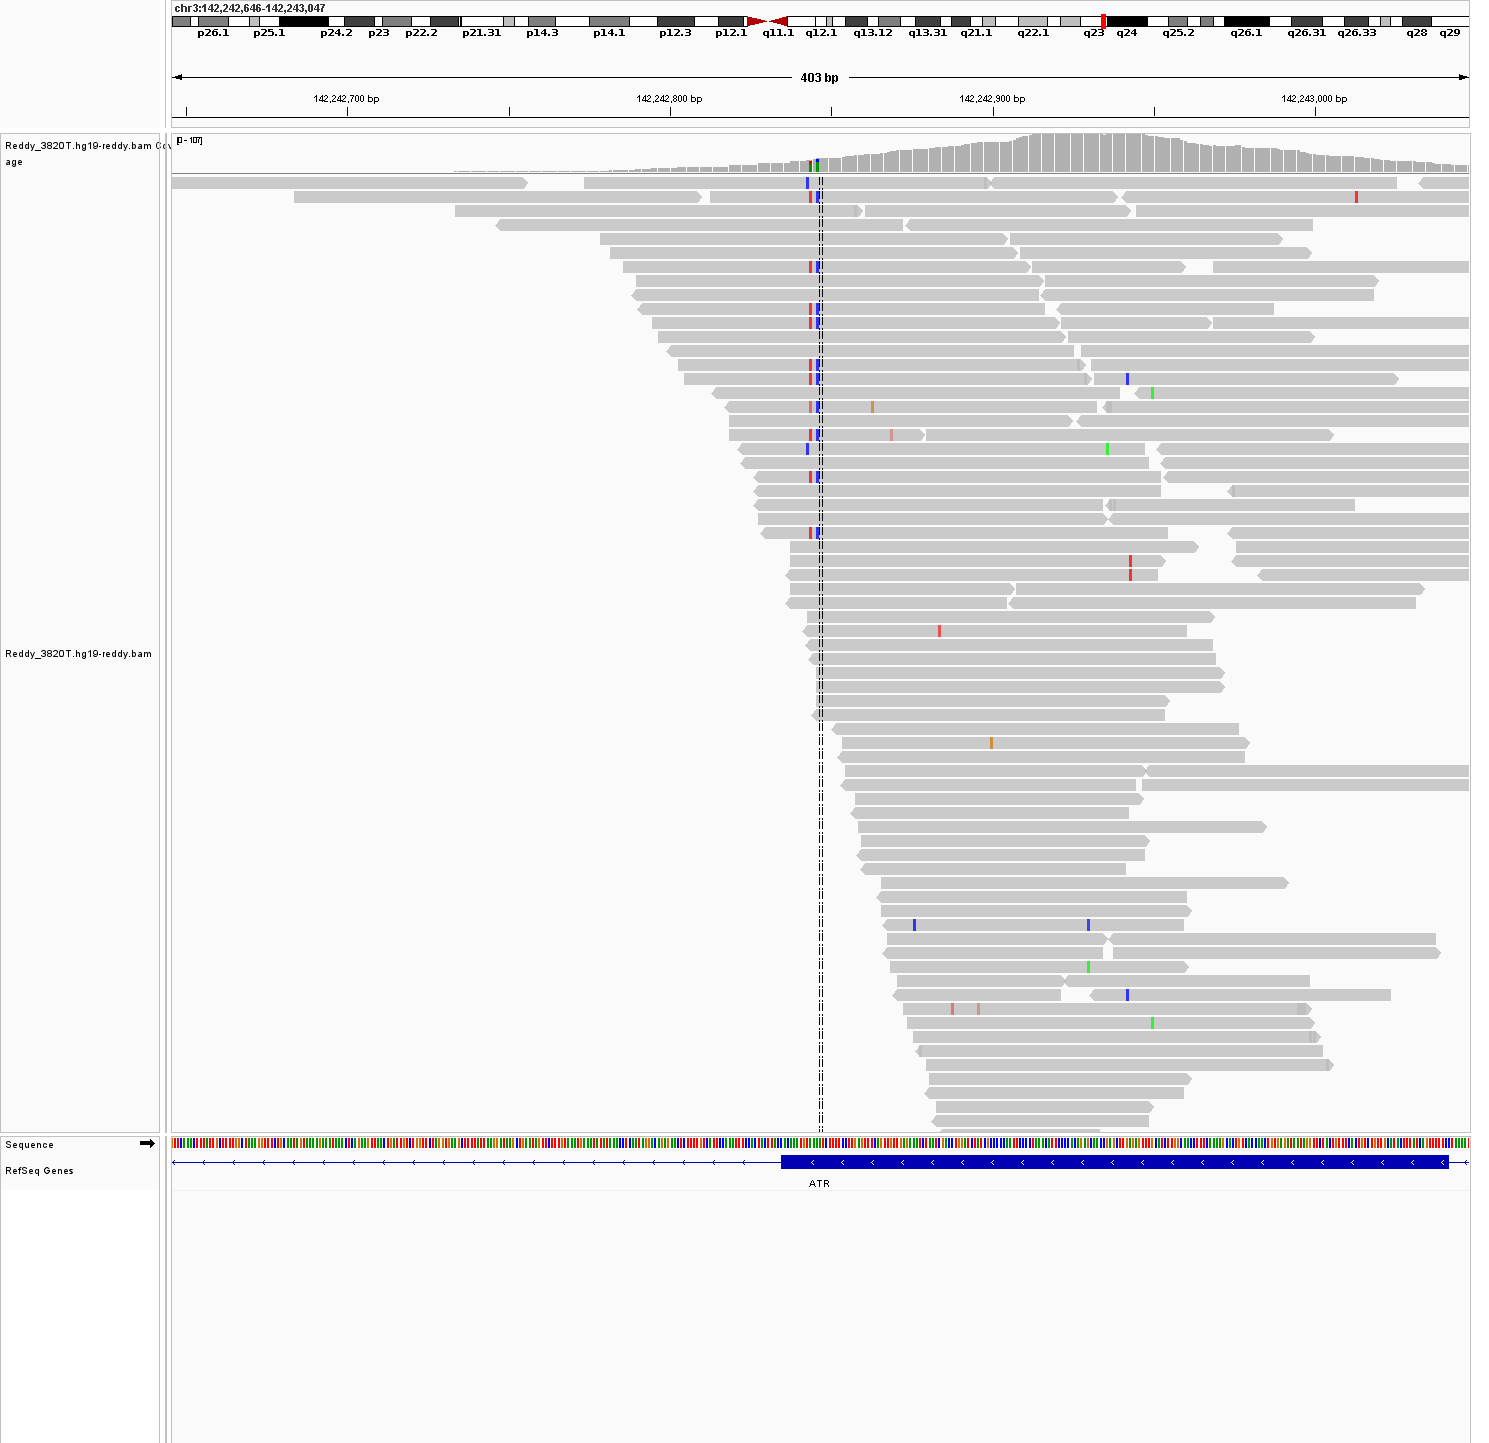 chr3:142,242,646-142,243,047
p26.1 p25.1 p24.2 p23 p22.2 p21.31 p14.3 p14.1 p12.3 p12.1 q11.1 q12.1 q13.12 q13.31 q21.1 q22.1 q23 q24 q25.2 q26.1 q26.31 q26.33 q28 q29
403 bp
142,242,700 bp 142,242,800 bp 142,242,900 bp 142,243,000 bp
[0 - 107]
Reddy_3820T.hg19-reddy.bam Cov
age
Reddy_3820T.hg19-reddy.bam
Sequence
RefSeq Genes
ATR